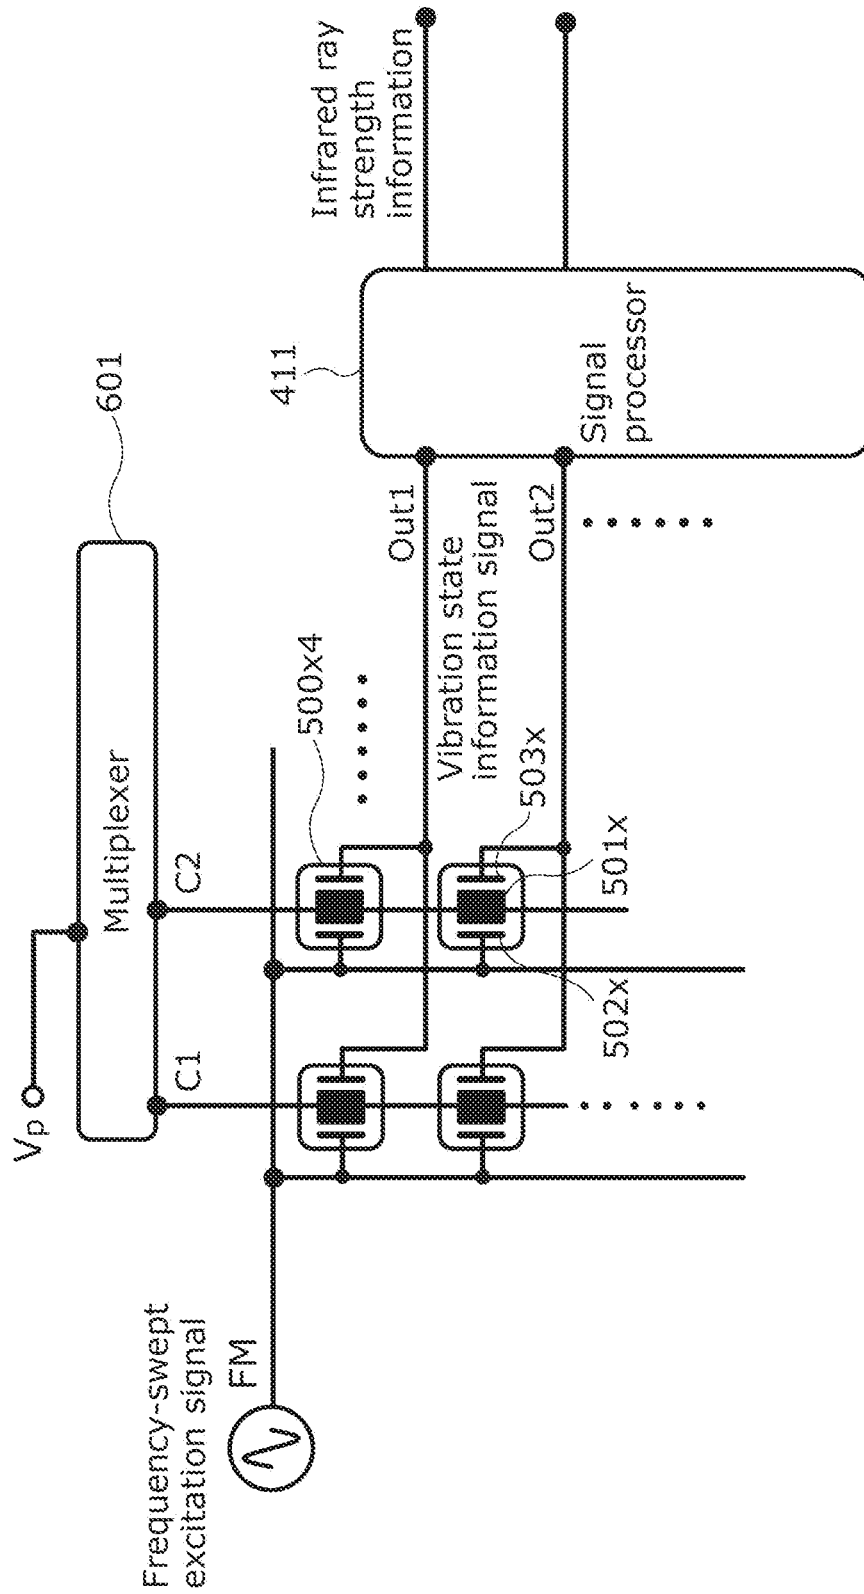 Vp
Multiplexer
601
C1
C2
Frequency-swept
excitation signal
FM
500x4
411
Infrared ray
strength
information
Out1
Vibration state
information signal
Out2
Signal
processor
503x
501x
502x